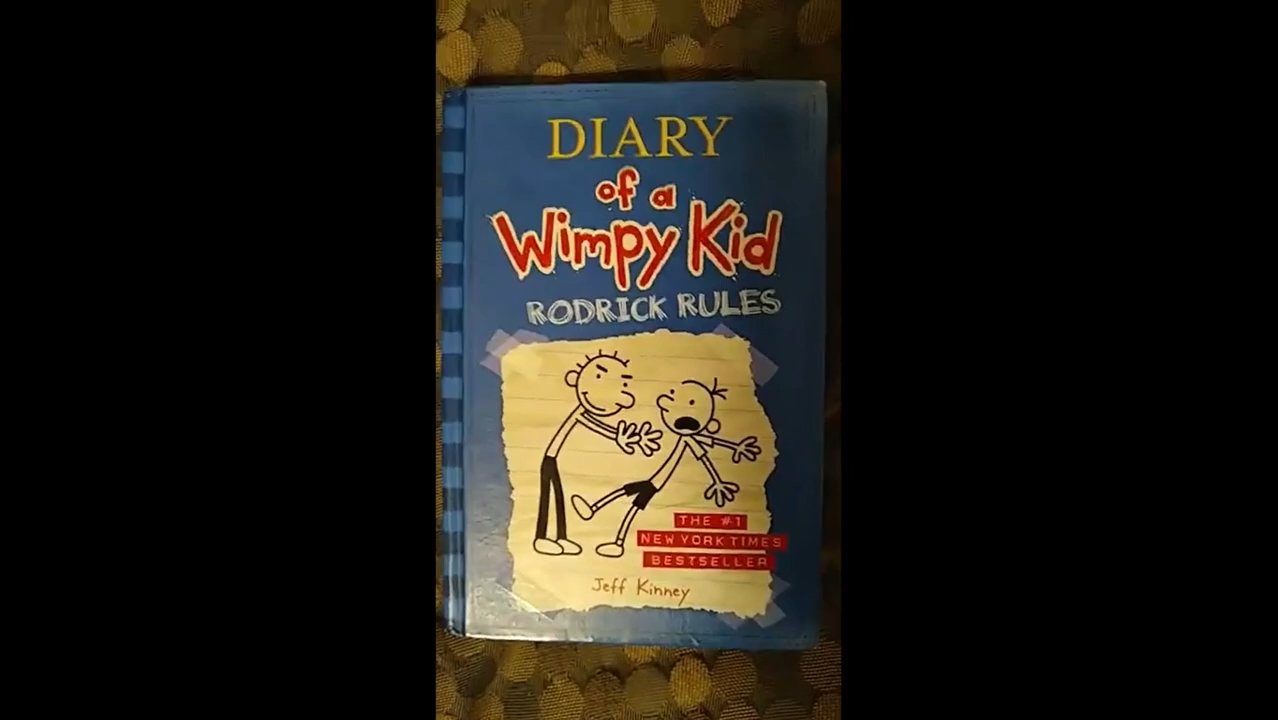 DIARY
of a
Wimpy Kid
RODRICK RULES
THE #1
NEW YORK TIMES
BESTSELLER
Jeff Kinney